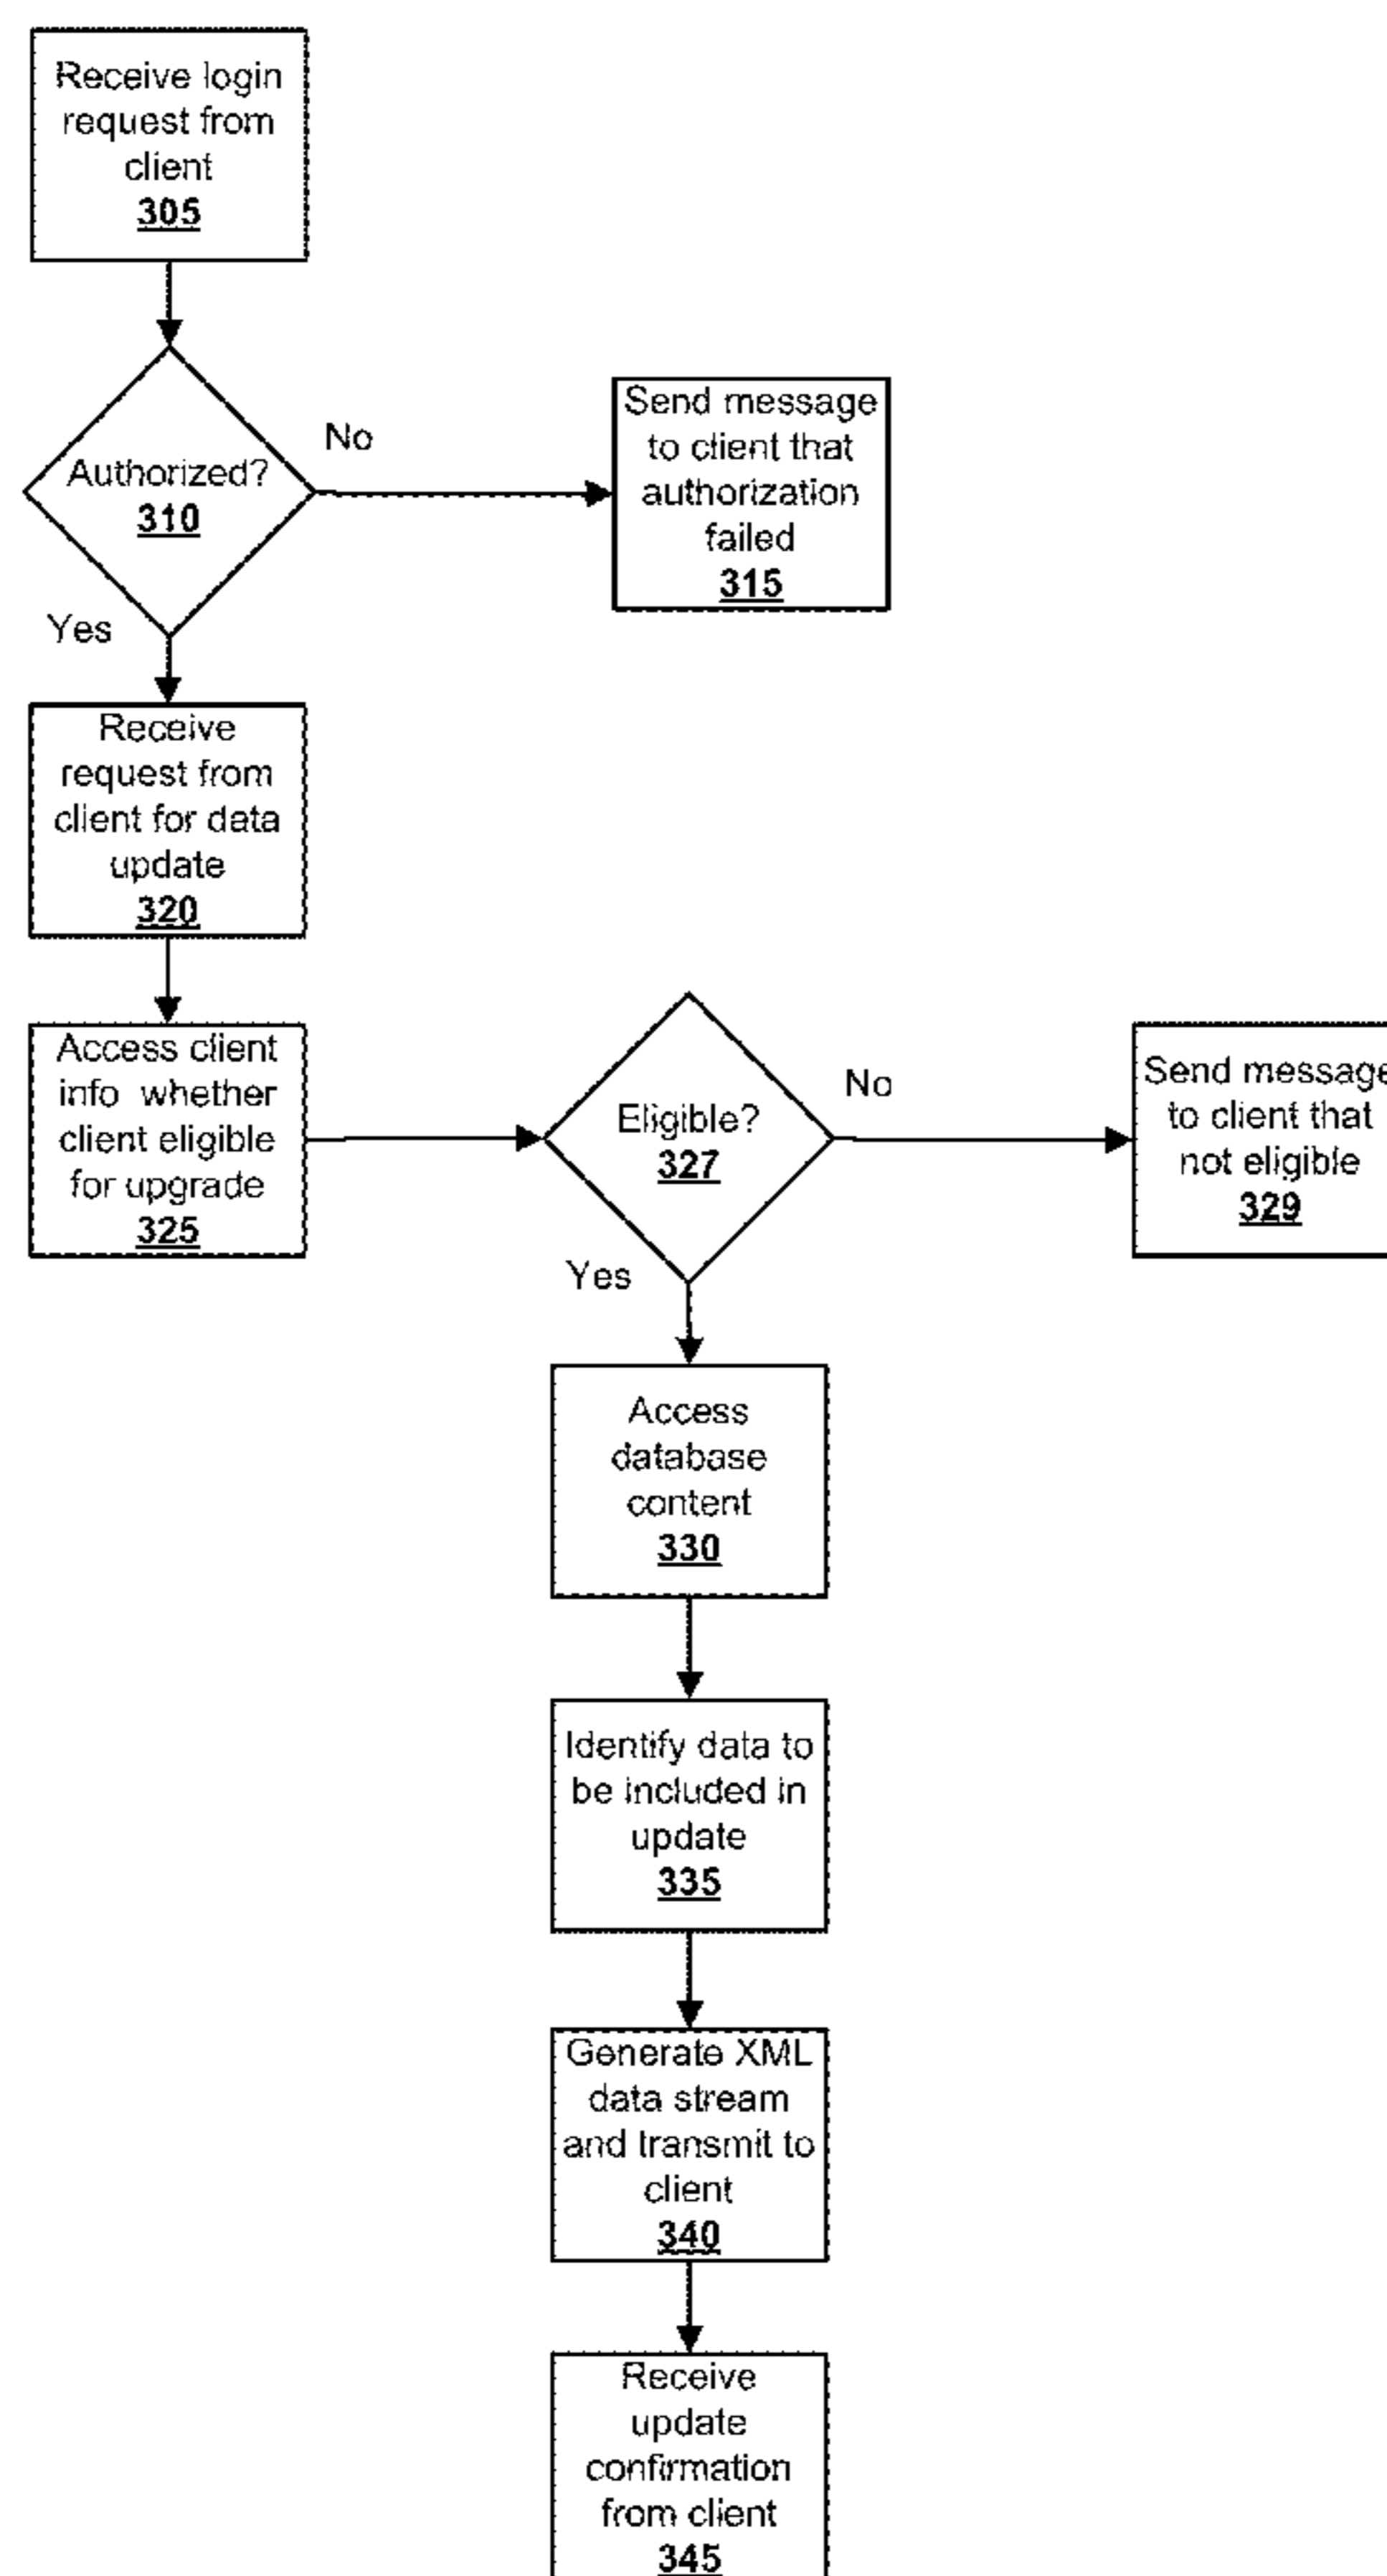 Receive login
request from
client
305
Authorized?
310
No
Yes
Send message
to client that
authorization
failed
315
Receive
request from
client for data
update
320
Access client
info whether
client eligible
for upgrade
325
Eligible?
327
No
Yes
Send message
to client that
not eligible
329
Access
database
content
330
Identify data to
be included in
update
335
Generate XML
data stream
and transmit to
client
340
Receive
update
confirmation
from client
345